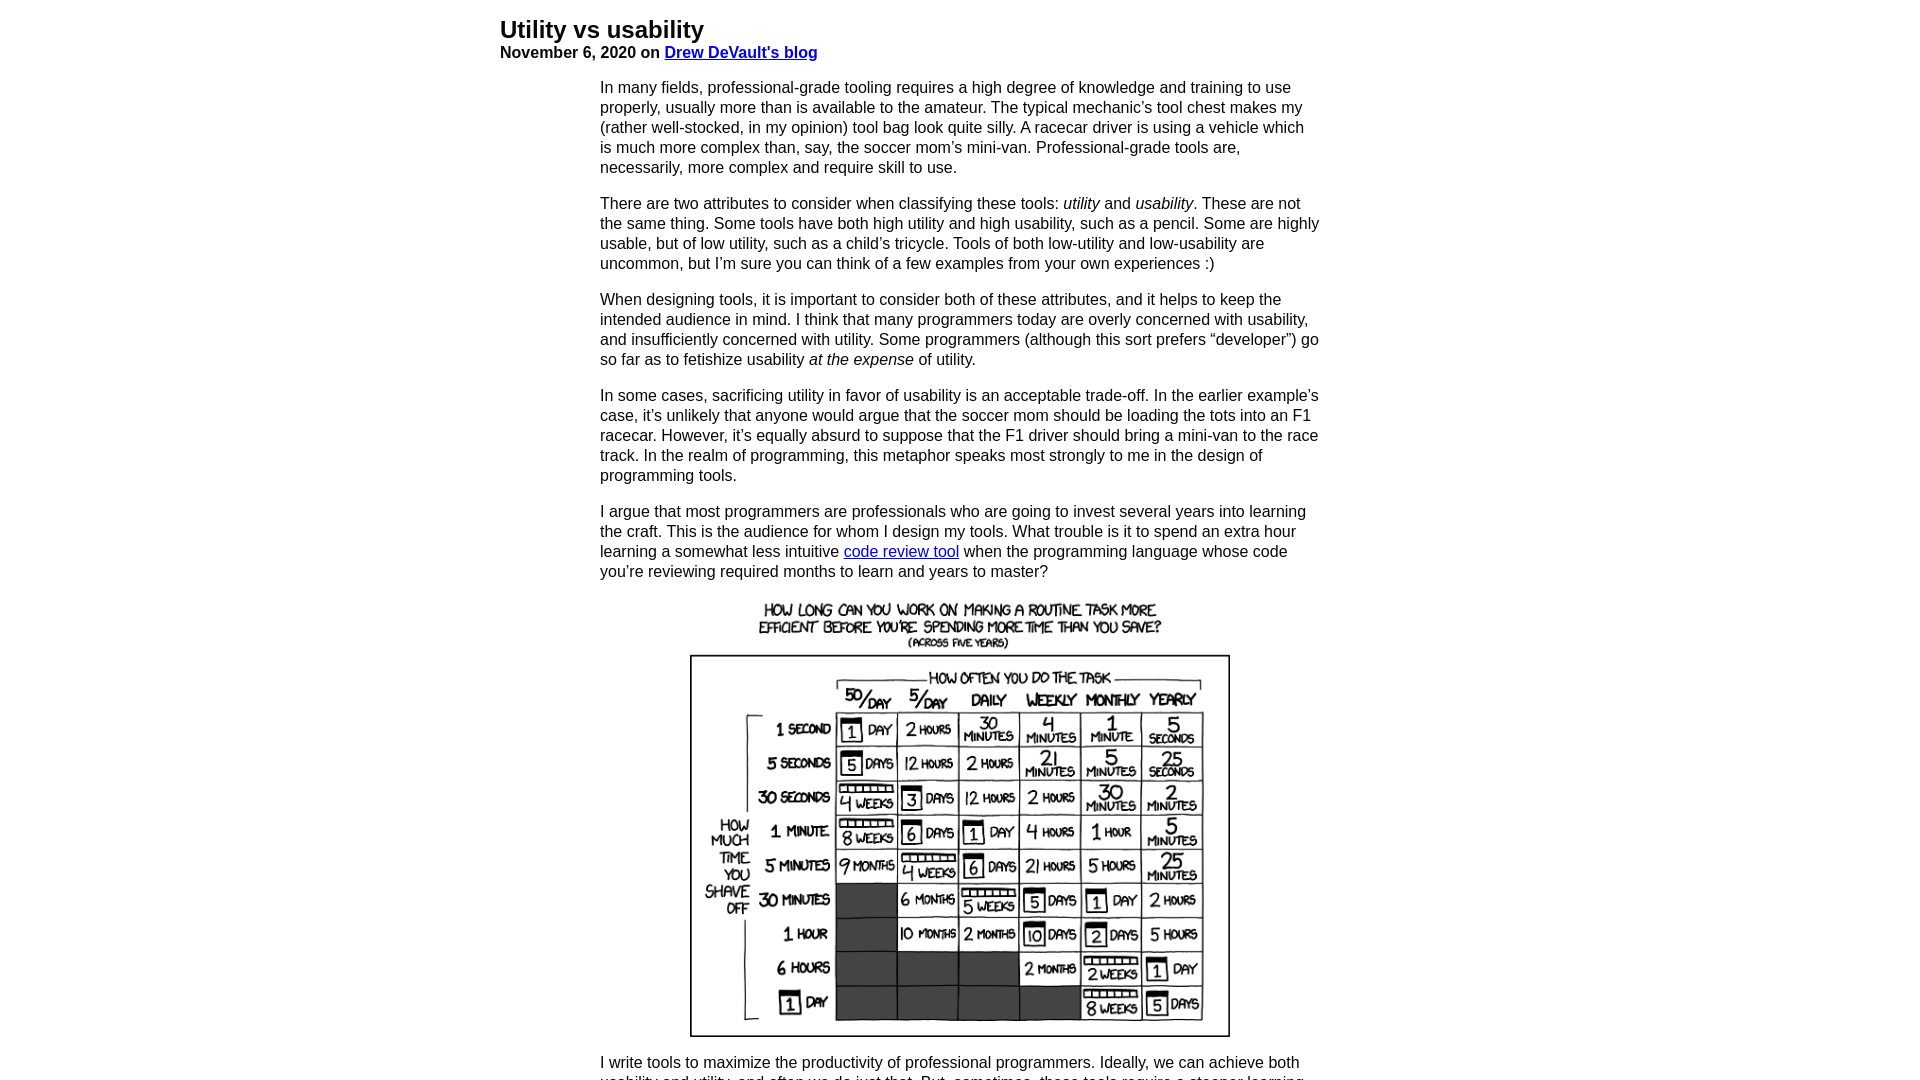 Utility vs usability
November 6, 2020 on Drew DeVault's blog
In many fields, professional-grade tooling requires a high degree of knowledge and training to use
properly, usually more than is available to the amateur. The typical mechanic’s tool chest makes my
(rather well-stocked, in my opinion) tool bag look quite silly. A racecar driver is using a vehicle which
is much more complex than, say, the soccer mom’s mini-van. Professional-grade tools are,
necessarily, more complex and require skill to use.
There are two attributes to consider when classifying these tools: utility and usability. These are not
the same thing. Some tools have both high utility and high usability, such as a pencil. Some are highly
usable, but of low utility, such as a child’s tricycle. Tools of both low-utility and low-usability are
uncommon, but I’m sure you can think of a few examples from your own experiences :)
When designing tools, it is important to consider both of these attributes, and it helps to keep the
intended audience in mind. I think that many programmers today are overly concerned with usability,
and insufficiently concerned with utility. Some programmers (although this sort prefers “developer”) go
so far as to fetishize usability at the expense of utility.
In some cases, sacrificing utility in favor of usability is an acceptable trade-off. In the earlier example’s
case, it’s unlikely that anyone would argue that the soccer mom should be loading the tots into an F1
racecar. However, it’s equally absurd to suppose that the F1 driver should bring a mini-van to the race
track. In the realm of programming, this metaphor speaks most strongly to me in the design of
programming tools.
I argue that most programmers are professionals who are going to invest several years into learning
the craft. This is the audience for whom I design my tools. What trouble is it to spend an extra hour
learning a somewhat less intuitive code review tool when the programming language whose code
you’re reviewing required months to learn and years to master?
HOW LONG CAN YOU WORK ON MAKING A ROUTINE TASK MORE
EFFICIENT BEFORE YOU'RE SPENDING MORE TIME THAN YOU SAVE?
(ACROSS FIVE YEARS)
HOW OFTEN YOU DO THE TASK
50/DAY 5/DAY DAILY WEEKLY MONTHLY YEARLY
HOW MUCH TIME YOU SHAVE OFF
1 SECOND 1 DAY 2 HOURS 30 MINUTES 4 MINUTES 1 MINUTE 5 SECONDS
5 SECONDS 5 DAYS 12 HOURS 2 HOURS 21 MINUTES 5 MINUTES 25 SECONDS
30 SECONDS 4 WEEKS 3 DAYS 12 HOURS 2 HOURS 30 MINUTES 2 MINUTES
1 MINUTE 8 WEEKS 6 DAYS 1 DAY 4 HOURS 1 HOUR 5 MINUTES
5 MINUTES 9 MONTHS 4 WEEKS 6 DAYS 21 HOURS 5 HOURS 25 MINUTES
30 MINUTES 6 MONTHS 5 WEEKS 5 DAYS 1 DAY 2 HOURS
1 HOUR 10 MONTHS 2 MONTHS 10 DAYS 2 DAYS 5 HOURS
6 HOURS 2 MONTHS 2 WEEKS 1 DAY
1 DAY 8 WEEKS 5 DAYS
I write tools to maximize the productivity of professional programmers. Ideally, we can achieve both
usability and utility, and often we do just that. But, sometimes, these tools require a steeper learning